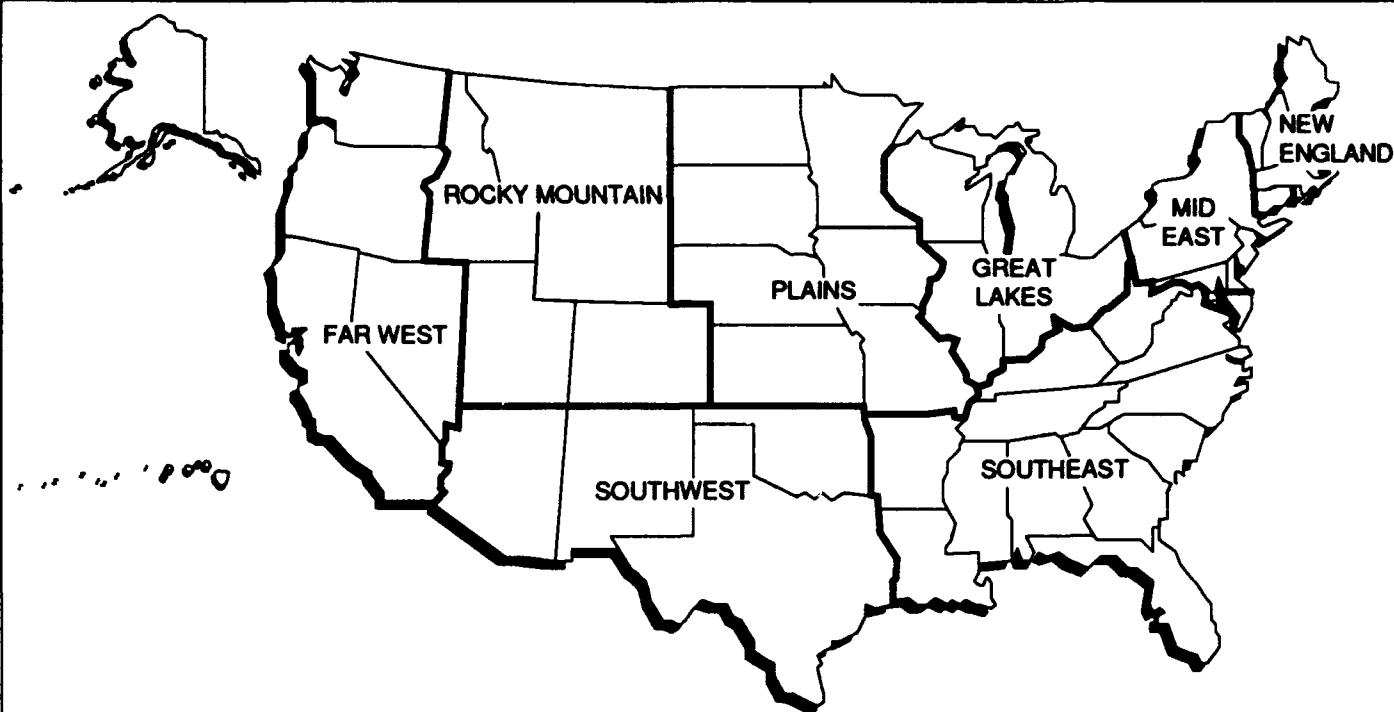 NEW
ENGLAND
ROCKY MOUNTAIN
MID
EAST
GREAT
LAKES
PLAINS
FAR WEST
SOUTHEAST
SOUTHWEST